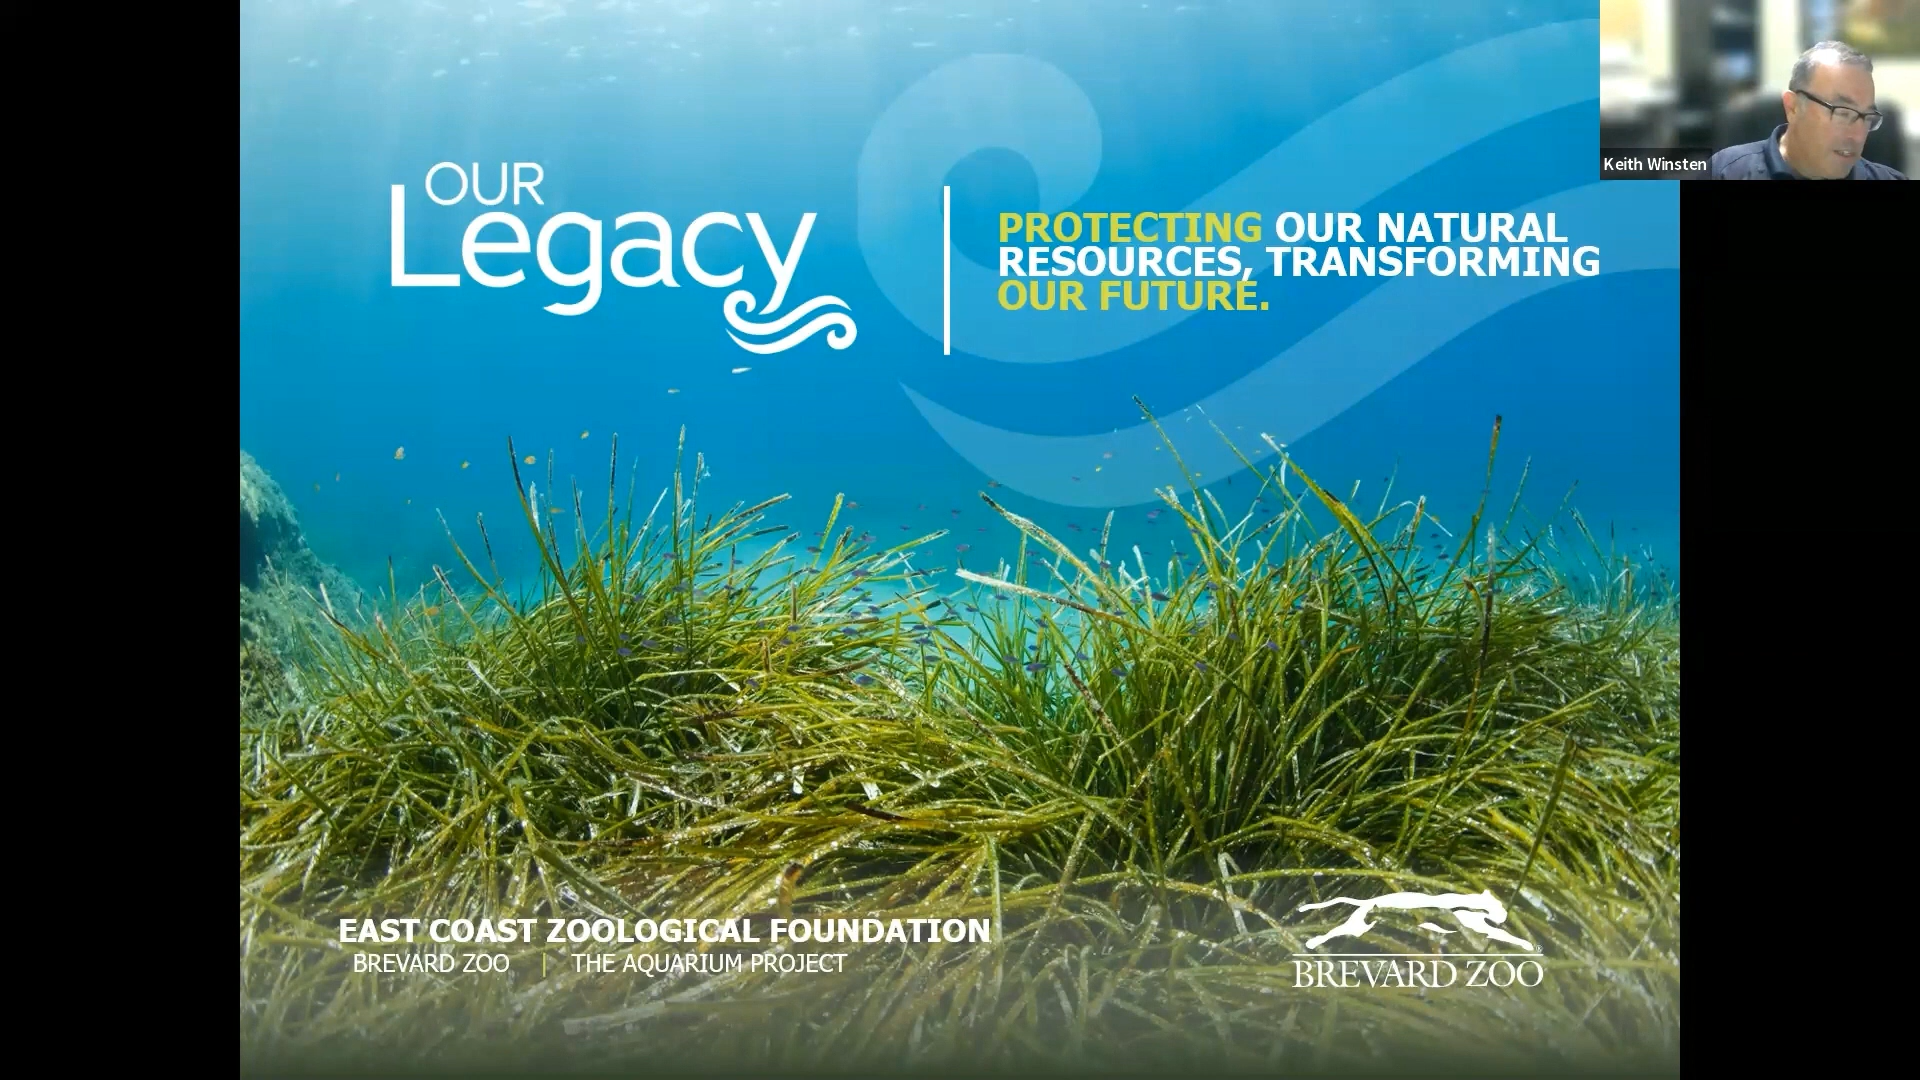 OUR
Legacy
PROTECTING OUR NATURAL
RESOURCES, TRANSFORMING
OUR FUTURE.
Keith Winsten
EAST COAST ZOOLOGICAL FOUNDATION
BREVARD ZOO | THE AQUARIUM PROJECT
BREVARD ZOO